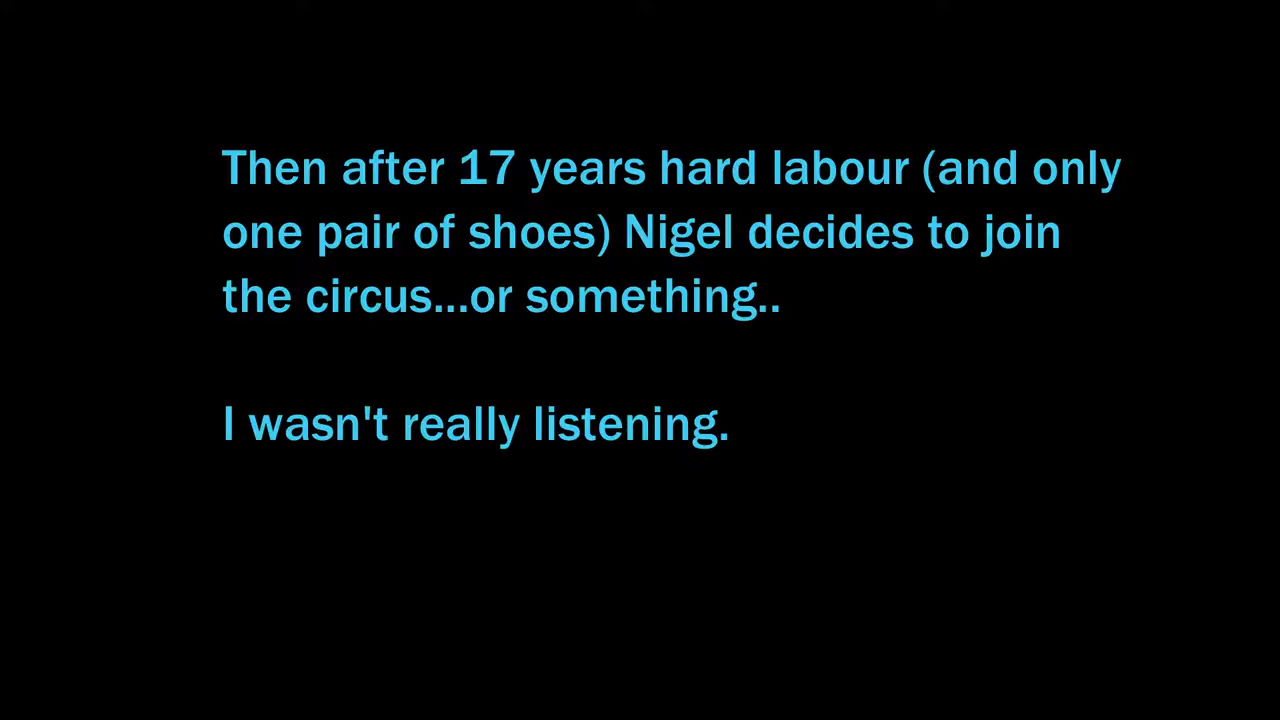 Then after 17 years hard labour (and only
one pair of shoes) Nigel decides to join
the circus...or something..
I wasn't really listening.